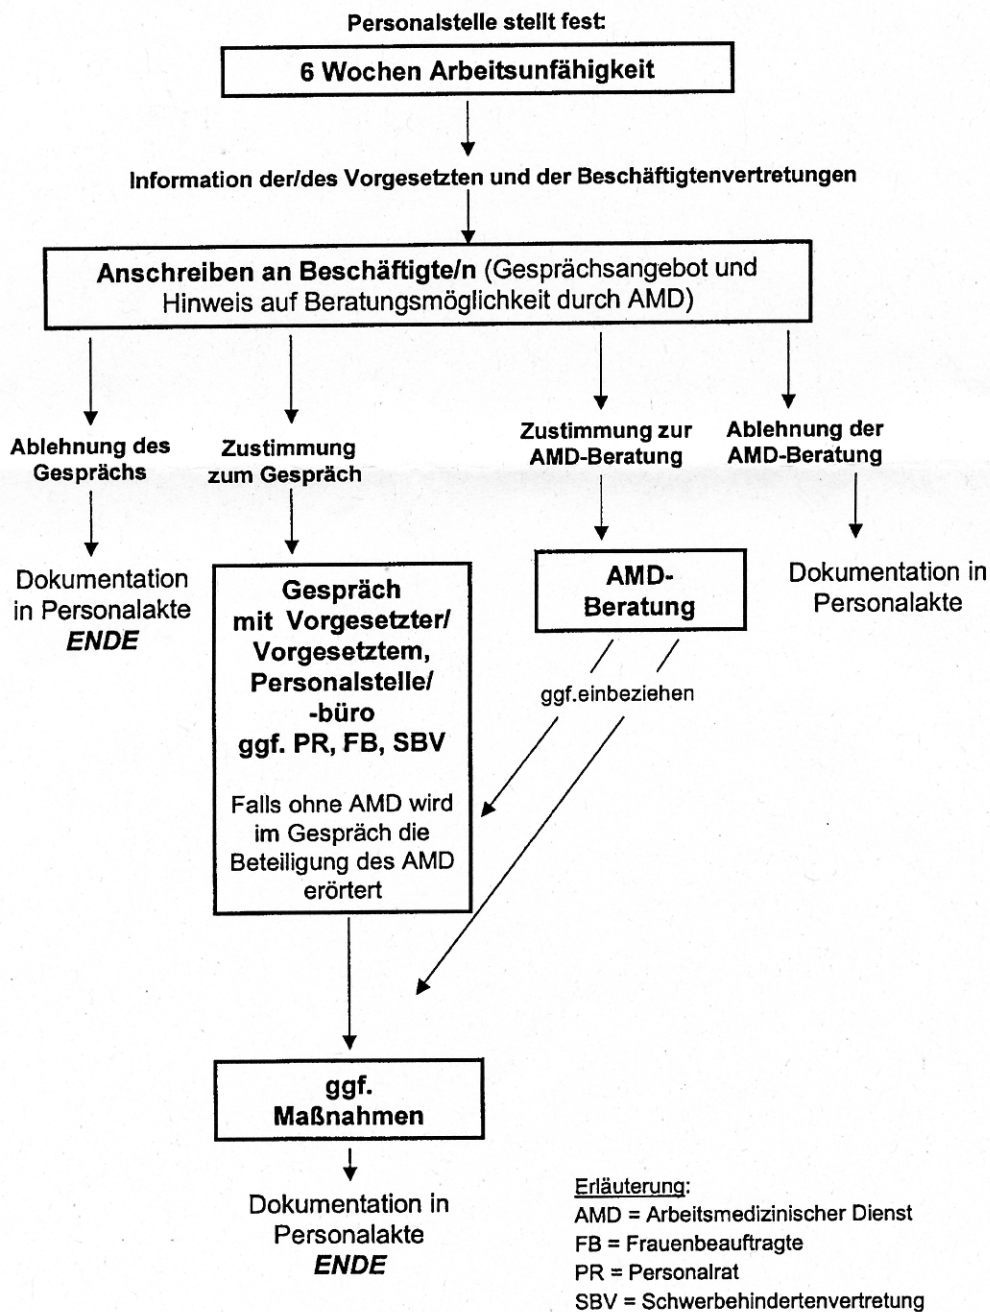 Personalstelle stellt fest:
6 Wochen Arbeitsunfähigkeit
Information der/des Vorgesetzten und der Beschäftigtenvertretungen
Anschreiben an Beschäftigte/n (Gesprächsangebot und
Hinweis auf Beratungsmöglichkeit durch AMD)
Ablehnung des
Gesprächs
Zustimmung
zum Gespräch
Zustimmung zur
AMD-Beratung
Ablehnung der
AMD-Beratung
Dokumentation
in Personalakte
ENDE
Gespräch
mit Vorgesetzter/
Vorgesetztem,
Personalstelle/
-büro
ggf. PR, FB, SBV
Falls ohne AMD wird
im Gespräch die
Beteiligung des AMD
erörtert
AMD-
Beratung
Dokumentation in
Personalakte
ggf.einbeziehen
ggf.
Maßnahmen
Dokumentation in
Personalakte
ENDE
Erläuterung:
AMD = Arbeitsmedizinischer Dienst
FB = Frauenbeauftragte
PR = Personalrat
SBV = Schwerbehindertenvertretung